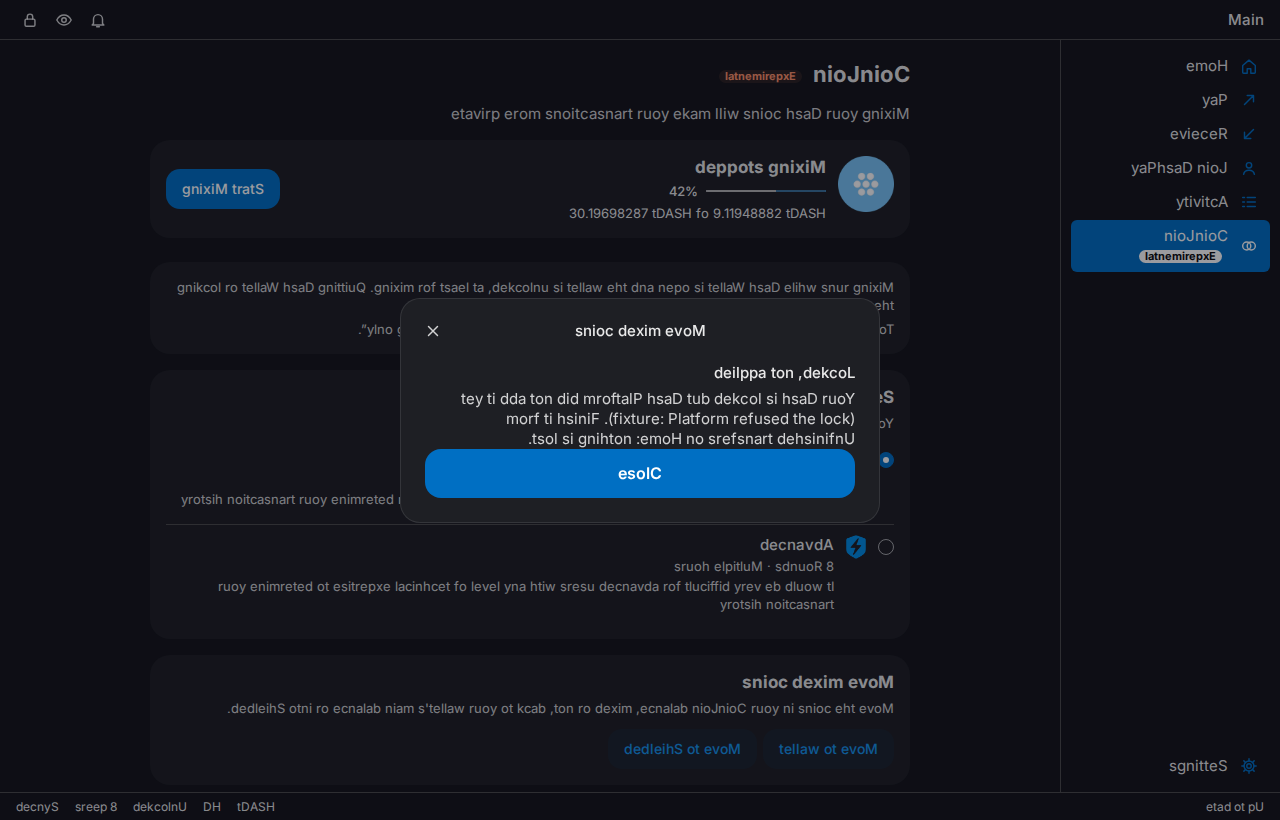 Main
emoH
yaP
evieceR
yaPhsaD nioJ
ytivitcA
nioJnioC
latnemirepxE
sgnitteS
nioJnioC
latnemirepxE
etavirp erom snoitcasnart ruoy ekam lliw snioc hsaD ruoy gnixiM
deppots gnixiM
42%
30.19698287 tDASH fo 9.11948882 tDASH
gnixiM tratS
gnikcol ro tellaW hsaD gnittiuQ .gnixim rof tsael ta ,dekcolnu si tellaw eht dna nepo si tellaW hsaD elihw snur gnixiM
eht
.“ylno
snioc dexim evoM
deilppa ton ,dekcoL
tey ti dda ton did mroftalP hsaD tub dekcol si hsaD ruoY
morf ti hsiniF .(fixture: Platform refused the lock)
.tsol si gnihton :emoH no srefsnart dehsinifnU
esolC
yrotsih noitcasnart ruoy enimreted
decnavdA
sruoh elpitluM · sdnuoR 8
ruoy enimreted ot esitrepxe lacinhcet fo level yna htiw sresu decnavda rof tluciffid yrev eb dluow tI
yrotsih noitcasnart
snioc dexim evoM
.dedleihS otni ro ecnalab niam s'tellaw ruoy ot kcab ,ton ro dexim ,ecnalab nioJnioC ruoy ni snioc eht evoM
dedleihS ot evoM
tellaw ot evoM
decnyS
sreep 8
dekcolnU
DH
tDASH
etad ot pU